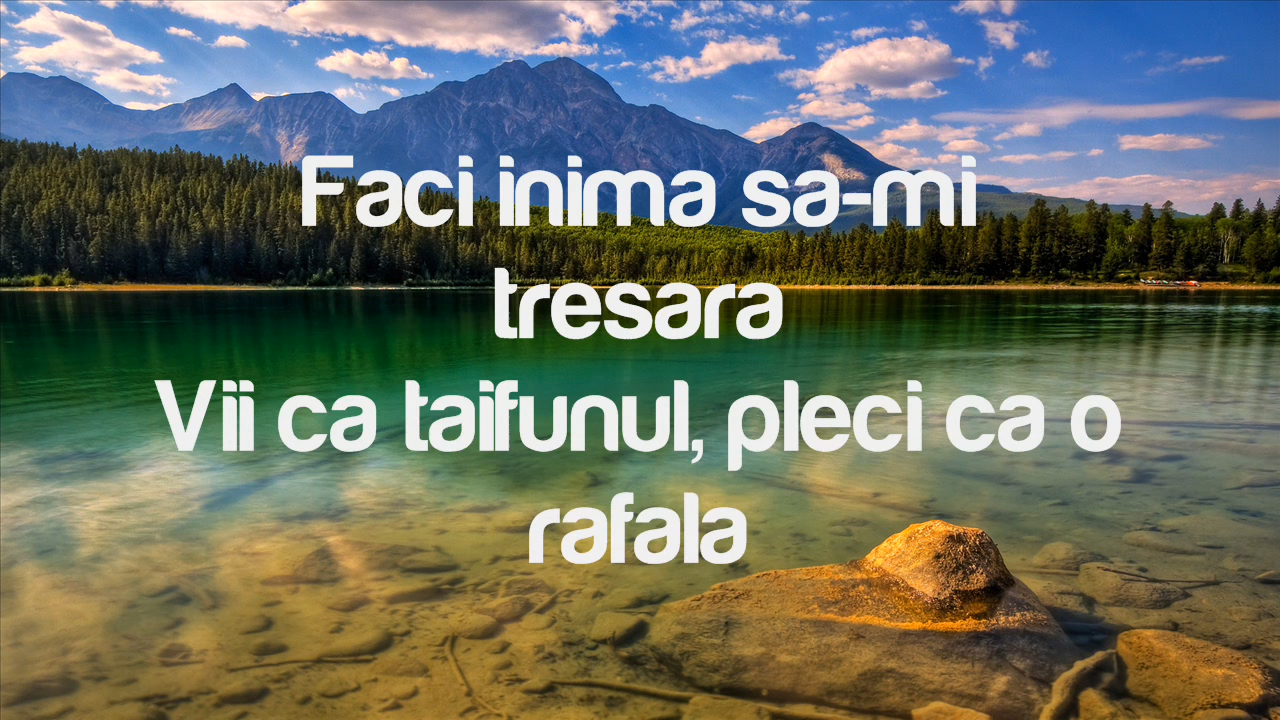 Faci inima sa-mi
tresara
Vii ca taifunul, pleci ca o
rafala